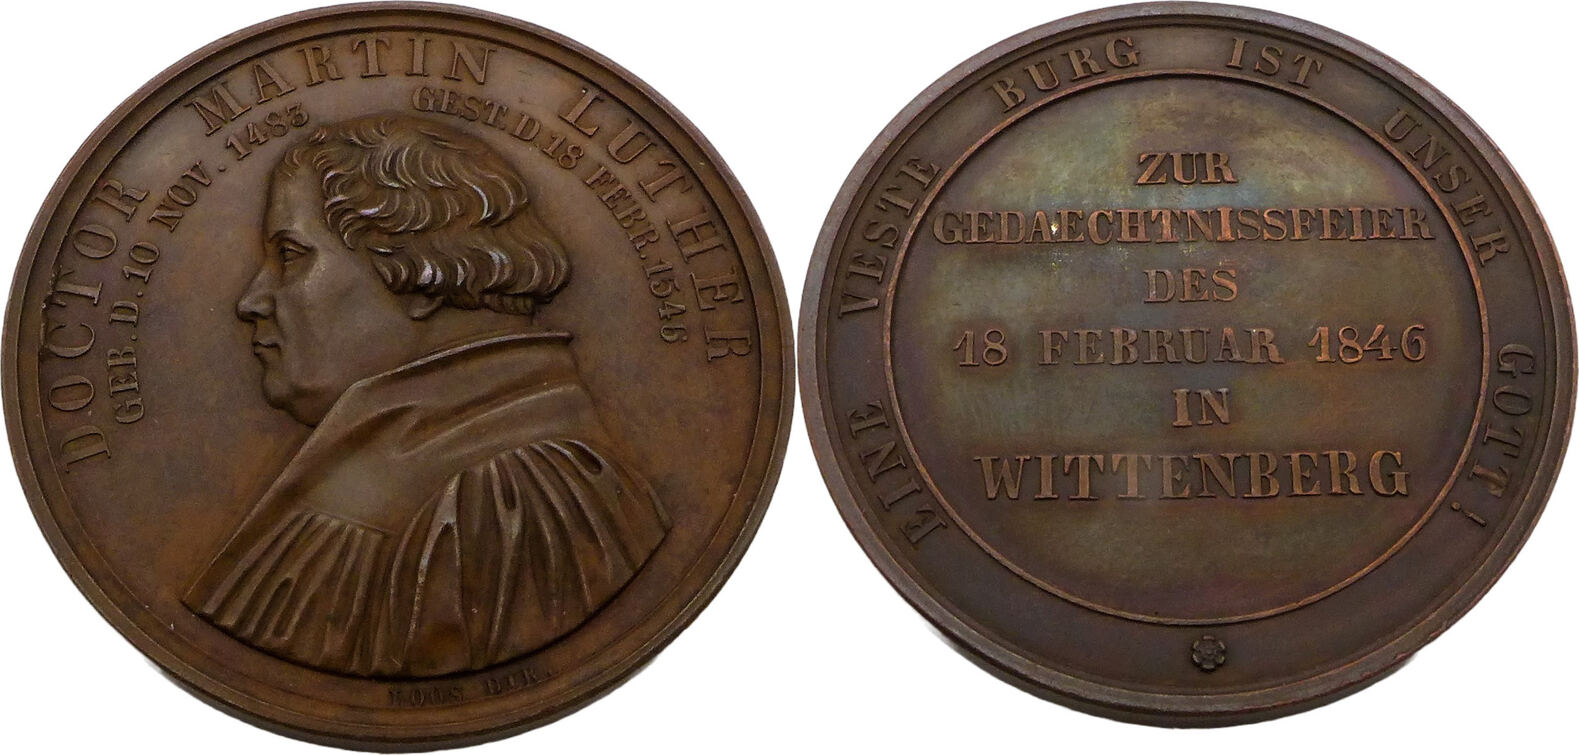 DOCTOR MARTIN LUTHER
GEB. D. 10 NOV. 1483
GEST. D. 18 FEBR. 1546
LOOS DIR.
EINE VESTE BURG IST UNSER GOTT!
ZUR
GEDAECHTNISSFEIER
DES
18 FEBRUAR 1846
IN
WITTENBERG